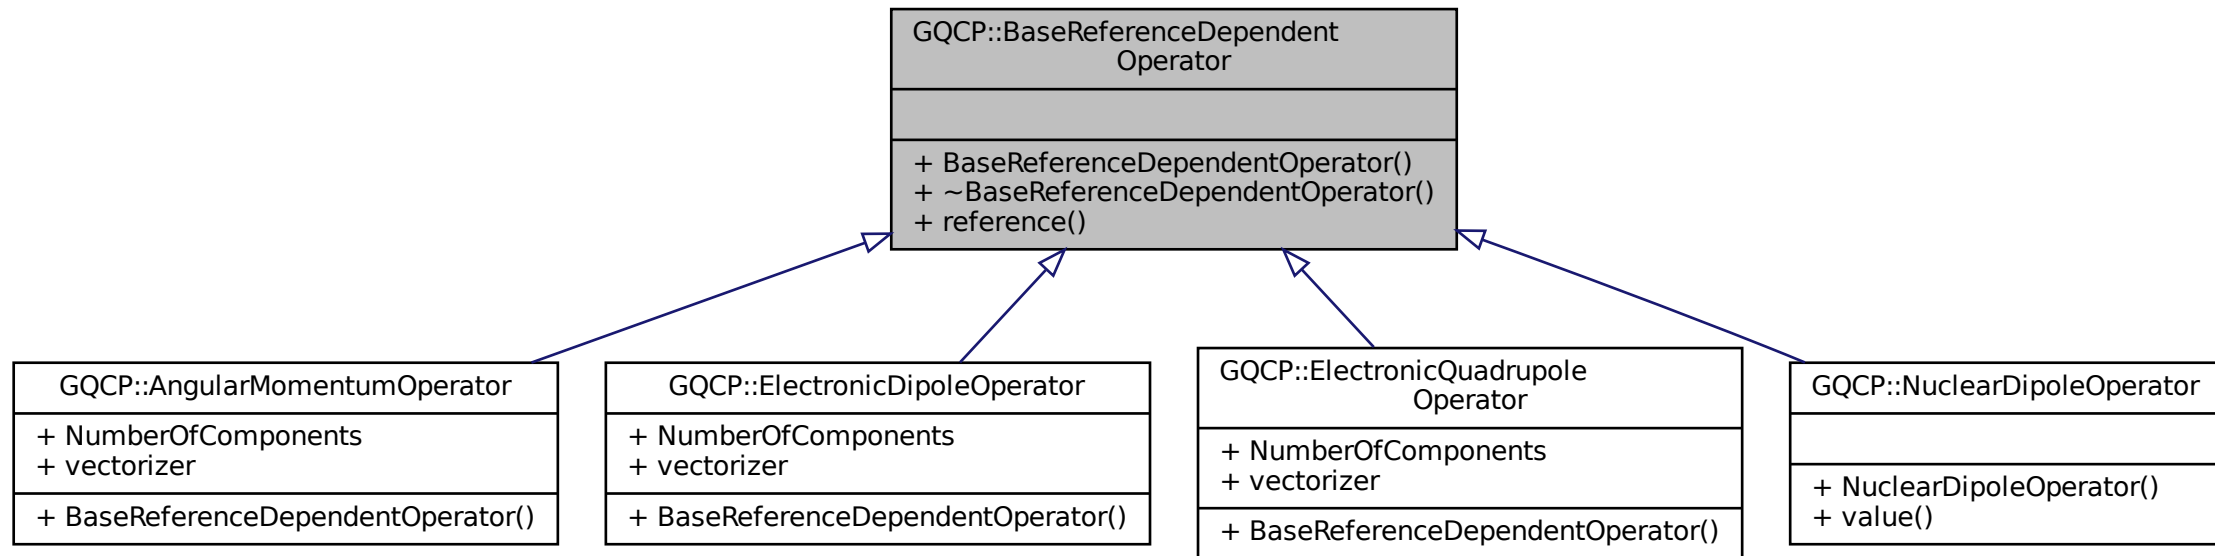 GQCP::BaseReferenceDependent
Operator
+ BaseReferenceDependentOperator()
+ ~BaseReferenceDependentOperator()
+ reference()
GQCP::AngularMomentumOperator
+ NumberOfComponents
+ vectorizer
+ BaseReferenceDependentOperator()
GQCP::ElectronicDipoleOperator
+ NumberOfComponents
+ vectorizer
+ BaseReferenceDependentOperator()
GQCP::ElectronicQuadrupole
Operator
+ NumberOfComponents
+ vectorizer
+ BaseReferenceDependentOperator()
GQCP::NuclearDipoleOperator
+ NuclearDipoleOperator()
+ value()